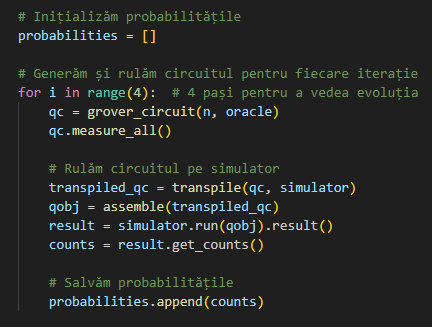 # Inițializăm probabilitățile
probabilities = []
# Generăm și rulăm circuitul pentru fiecare iterație
for i in range(4):  # 4 pași pentru a vedea evoluția
    qc = grover_circuit(n, oracle)
    qc.measure_all()
    # Rulăm circuitul pe simulator
    transpiled_qc = transpile(qc, simulator)
    qobj = assemble(transpiled_qc)
    result = simulator.run(qobj).result()
    counts = result.get_counts()
    # Salvăm probabilitățile
    probabilities.append(counts)